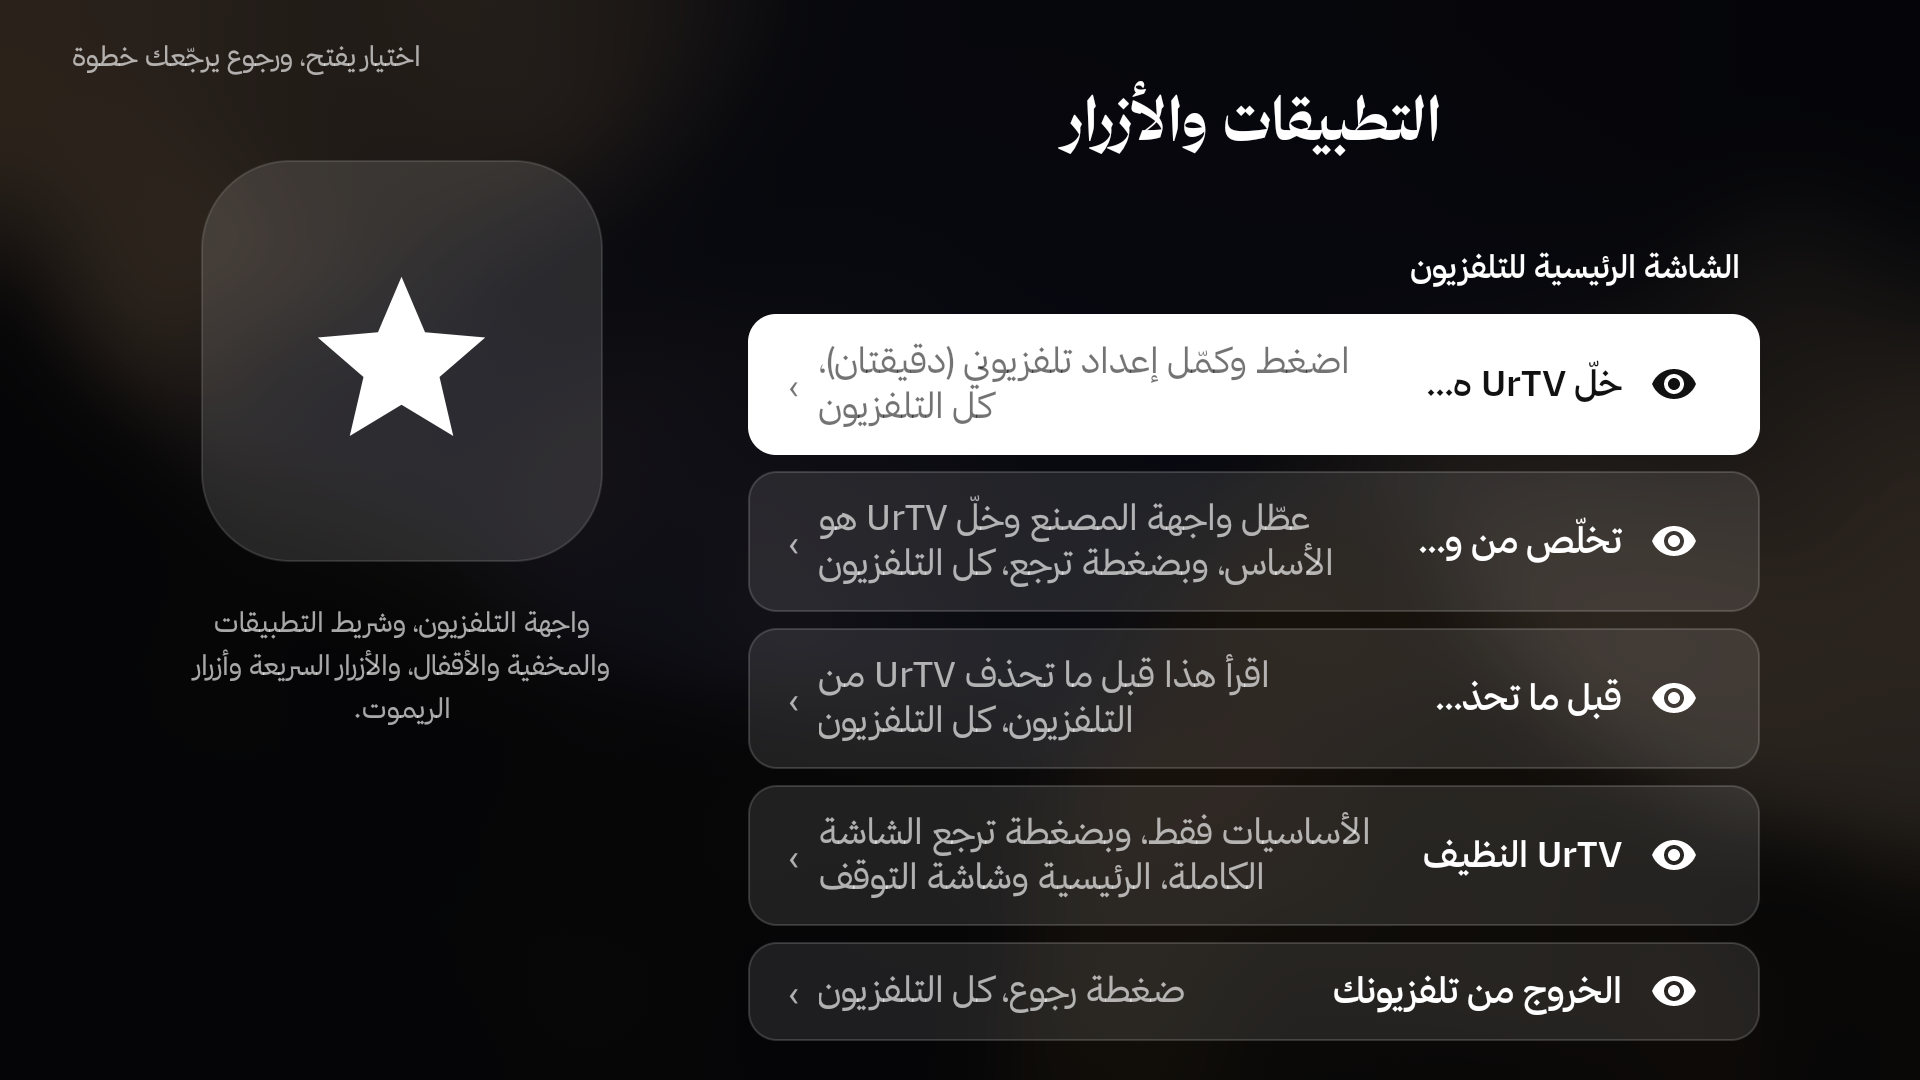 اختيار يفتح، ورجوع يرجّعك خطوة
التطبيقات والأزرار
الشاشة الرئيسية للتلفزيون
خلّ UrTV ه...
اضغط وكمّل إعداد تلفزيوني (دقيقتان)،
كل التلفزيون
تخلّص من و...
عطّل واجهة المصنع وخلّ UrTV هو
الأساس، وبضغطة ترجع، كل التلفزيون
قبل ما تحذ...
اقرأ هذا قبل ما تحذف UrTV من
التلفزيون، كل التلفزيون
UrTV النظيف
الأساسيات فقط، وبضغطة ترجع الشاشة
الكاملة، الرئيسية وشاشة التوقف
الخروج من تلفزيونك
ضغطة رجوع، كل التلفزيون
واجهة التلفزيون، وشريط التطبيقات
والمخفية والأقفال، والأزرار السريعة وأزرار
الريموت.